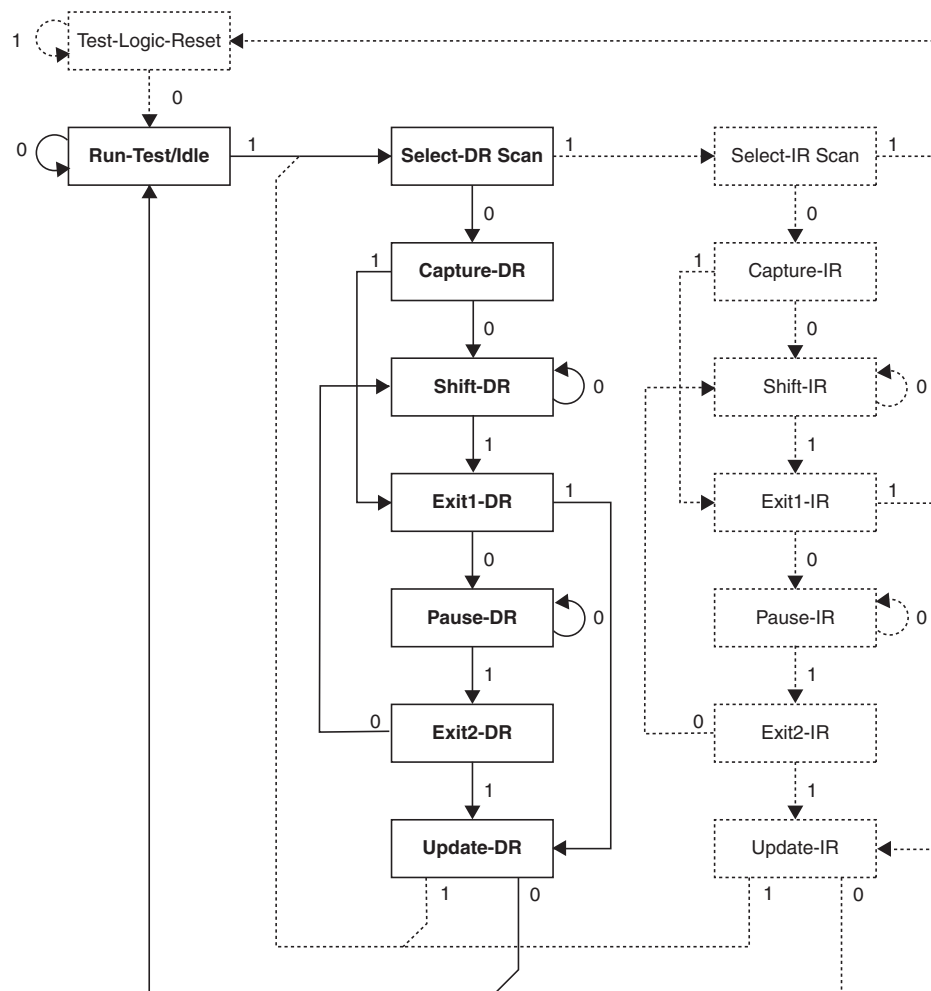 1 Test-Logic-Reset
0
0 Run-Test/Idle 1 Select-DR Scan 1 Select-IR Scan 1
0 0
1 Capture-DR 1 Capture-IR
0 0
Shift-DR 0 Shift-IR 0
1 1
Exit1-DR 1 Exit1-IR 1
0 0
Pause-DR 0 Pause-IR 0
1 1
0 Exit2-DR 0 Exit2-IR
1 1
Update-DR Update-IR
1 0 1 0